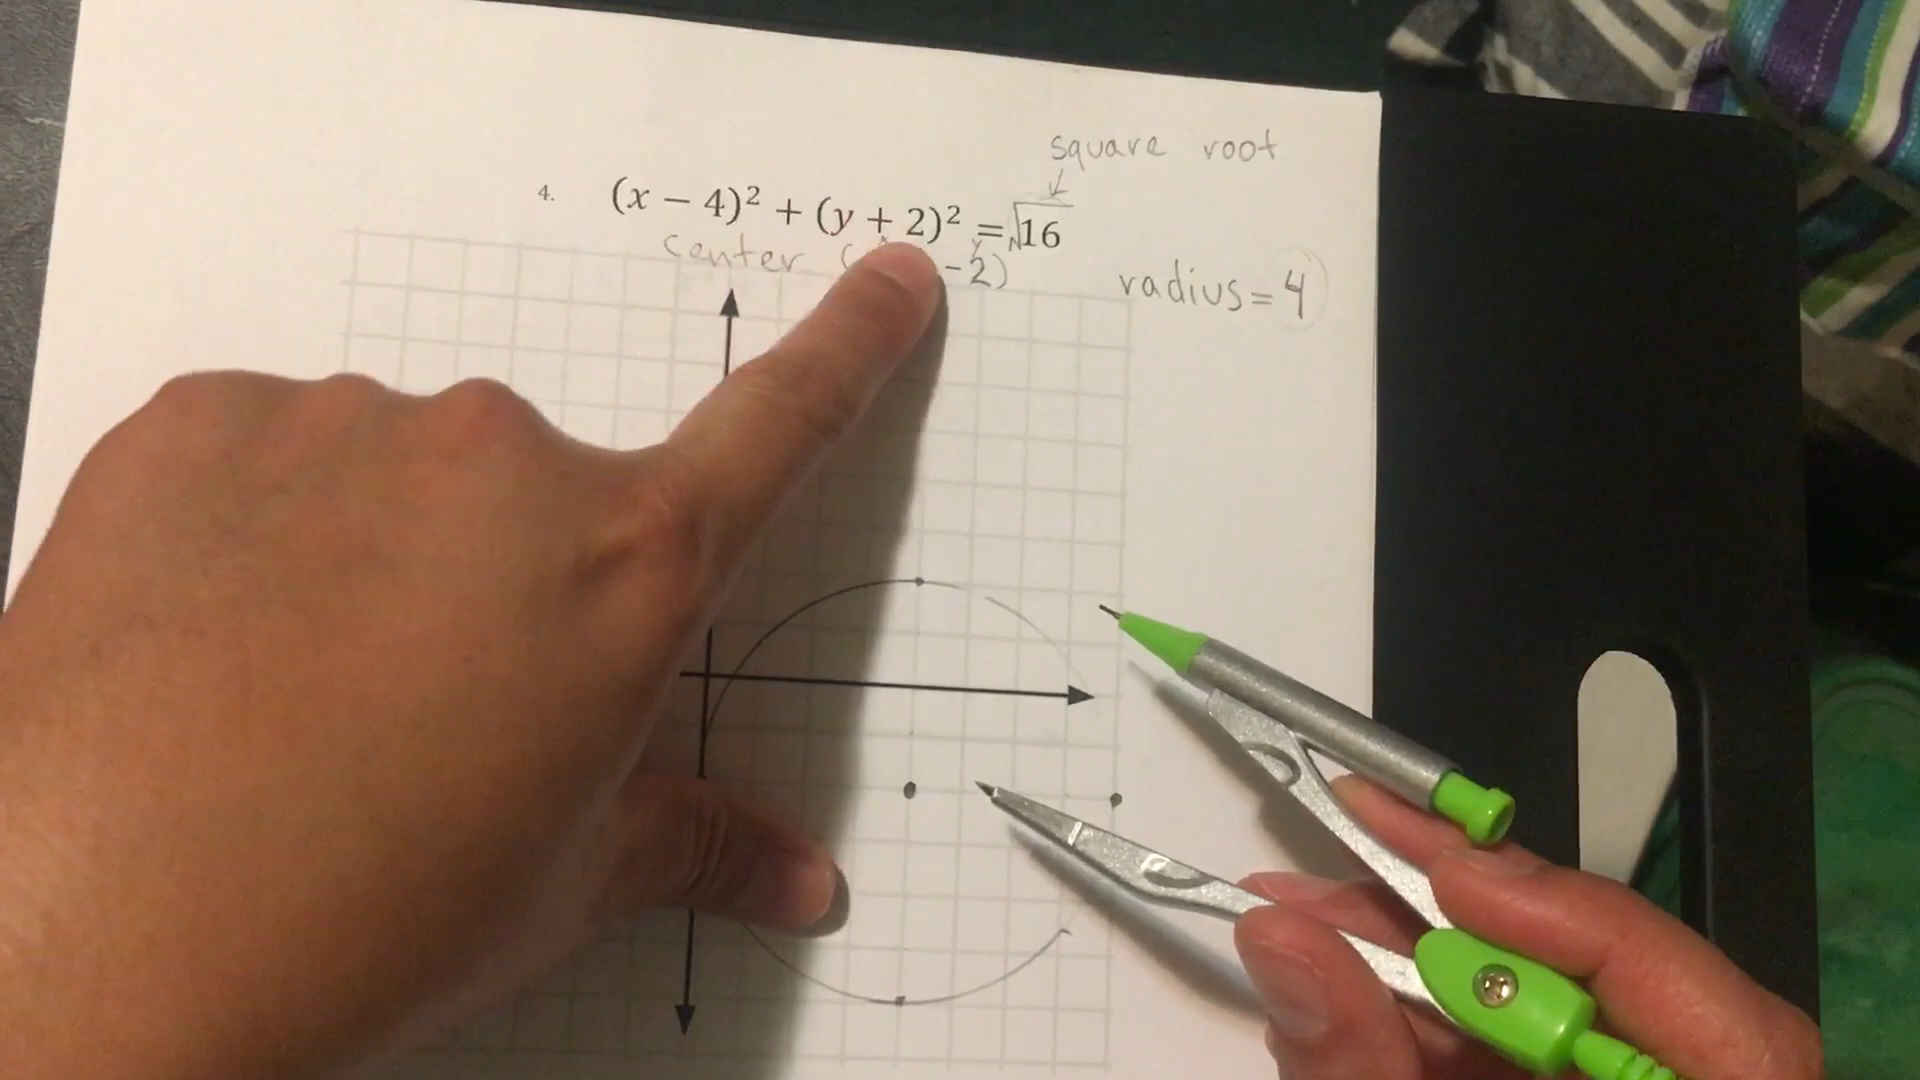 square root
4. (x − 4)² + (y + 2)² = √16
center ( -2)
radius = 4